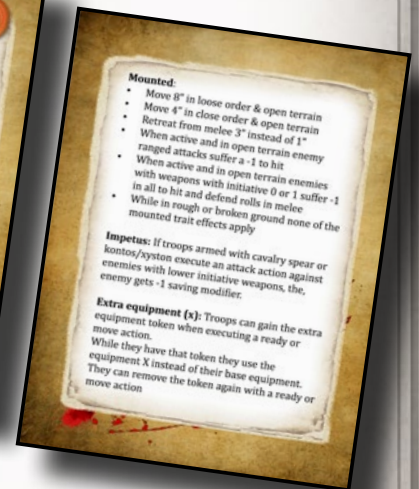 Mounted:
• Move 8" in loose order & open terrain
• Move 4" in close order & open terrain
• Retreat from melee 3" instead of 1"
• When active and in open terrain enemy
ranged attacks suffer a -1 to hit
• When active and in open terrain enemies
with weapons with initiative 0 or 1 suffer -1
in all to hit and defend rolls in melee
• While in rough or broken ground none of the
mounted trait effects apply
Impetus: If troops armed with cavalry spear or
kontos/xyston execute an attack action against
enemies with lower initiative weapons, the,
enemy gets -1 saving modifier.
Extra equipment (x): Troops can gain the extra
equipment token when executing a ready or
move action.
While they have that token they use the
equipment X instead of their base equipment.
They can remove the token again with a ready or
move action